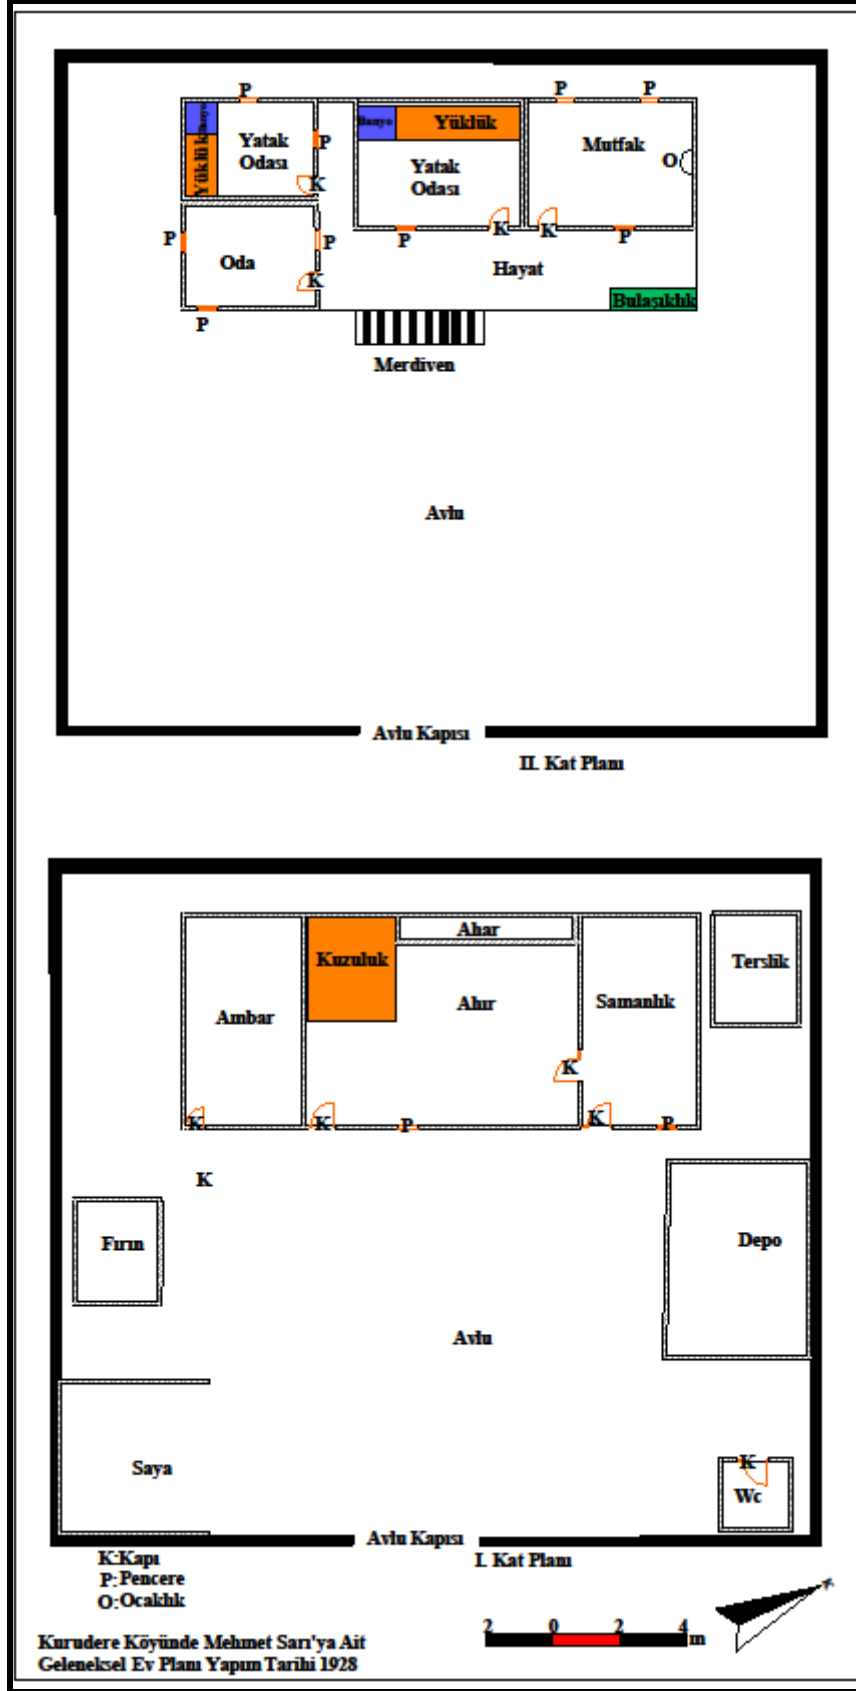 P
P
P
Banyo
Yüklük
Yatak
Odası
P
K
Banyo
Yüklük
Yatak
Odası
P
K
Mutfak
O
K
P
P
Oda
P
K
P
Hayat
Bulaşıklık
Merdiven
Avlu
Avlu Kapısı
II. Kat Planı
Ambar
K
Kuzuluk
Ahar
Ahır
K
P
K
Samanlık
K
P
Terslik
K
Fırın
Depo
Avlu
Saya
K
Wc
Avlu Kapısı
I. Kat Planı
K:Kapı
P:Pencere
O:Ocaklık
2 0 2 4
m
Kurudere Köyünde Mehmet Sarı'ya Ait
Geleneksel Ev Planı Yapım Tarihi 1928